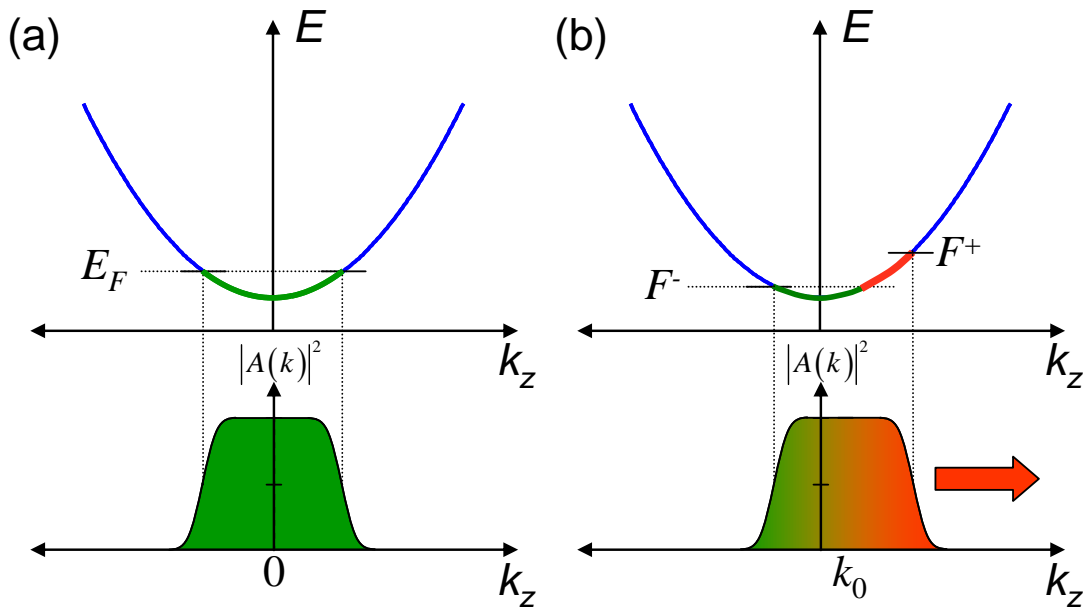 (a)
E
E_F
k_z
|A(k)|^2
0
k_z
(b)
E
F^+
F^-
k_z
|A(k)|^2
k_0
k_z